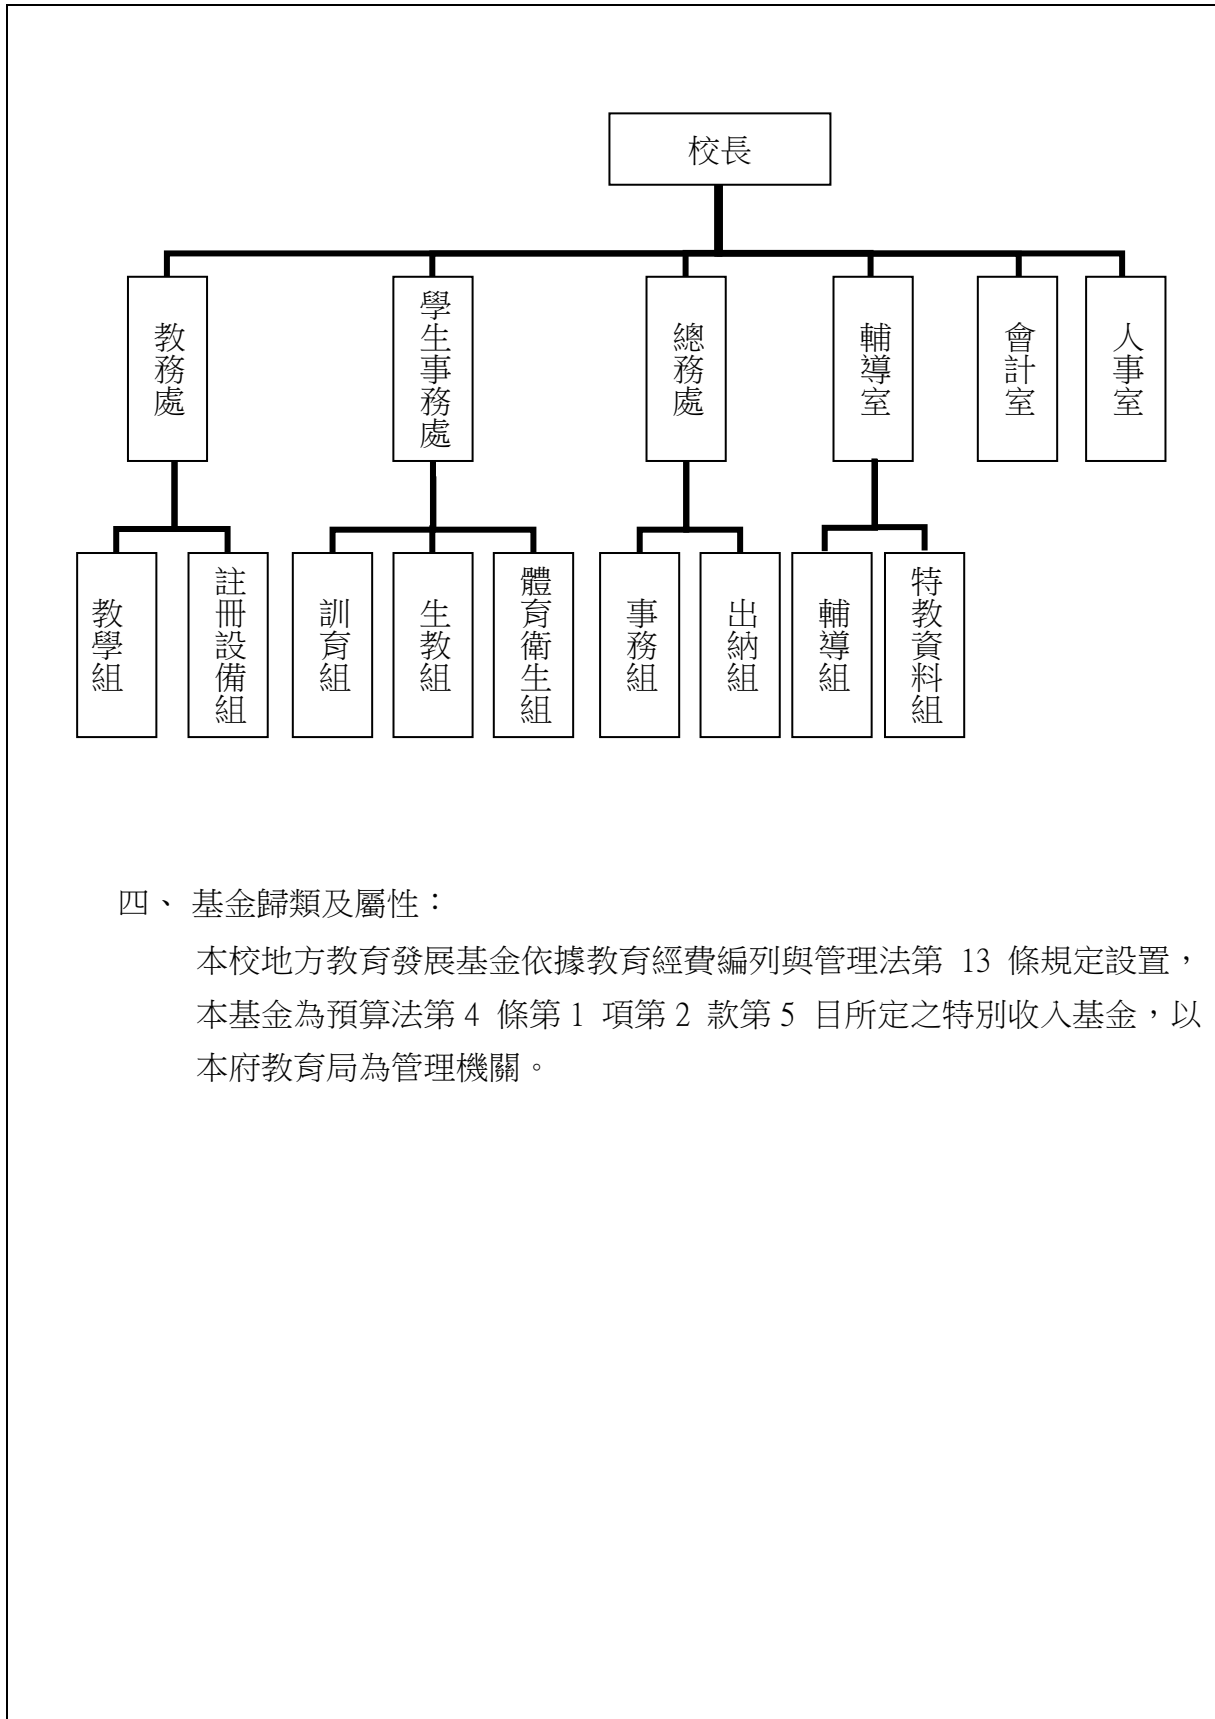 校長
教務處
學生事務處
總務處
輔導室
會計室
人事室
教學組
註冊設備組
訓育組
生教組
體育衛生組
事務組
出納組
輔導組
特教資料組
四、 基金歸類及屬性：
本校地方教育發展基金依據教育經費編列與管理法第 13 條規定設置，
本基金為預算法第 4 條第 1 項第 2 款第 5 目所定之特別收入基金，以
本府教育局為管理機關。